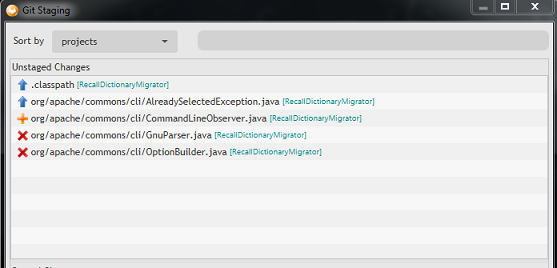 Git Staging
Sort by projects
Unstaged Changes
.classpath [RecallDictionaryMigrator]
org/apache/commons/cli/AlreadySelectedException.java [RecallDictionaryMigrator]
org/apache/commons/cli/CommandLineObserver.java [RecallDictionaryMigrator]
org/apache/commons/cli/GnuParser.java [RecallDictionaryMigrator]
org/apache/commons/cli/OptionBuilder.java [RecallDictionaryMigrator]